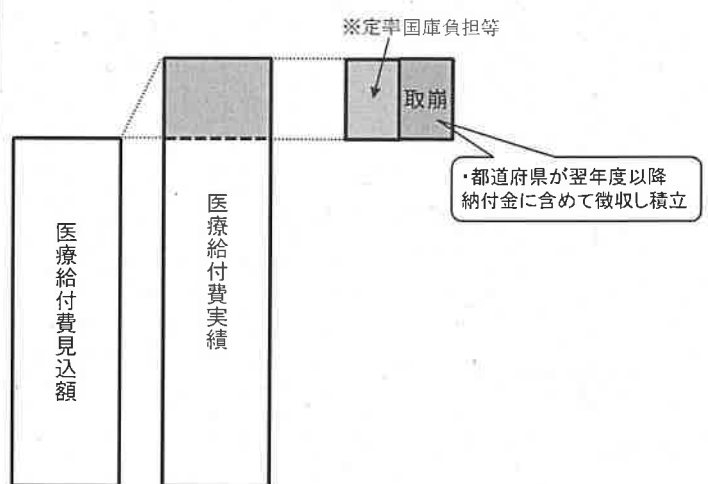 ※定率国庫負担等
取崩
・都道府県が翌年度以降
納付金に含めて徴収し積立
医療給付費実績
医療給付費見込額